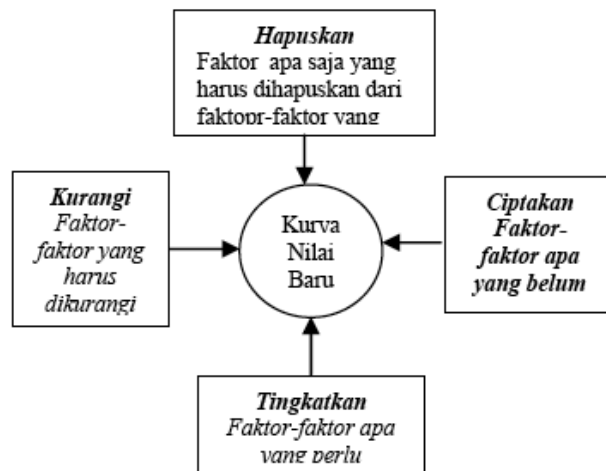 Hapuskan
Faktor apa saja yang
harus dihapuskan dari
faktopr-faktor yang
Kurangi
Faktor-
faktor yang
harus
dikurangi
Kurva
Nilai
Baru
Ciptakan
Faktor-
faktor apa
yang belum
Tingkatkan
Faktor-faktor apa
yang perlu